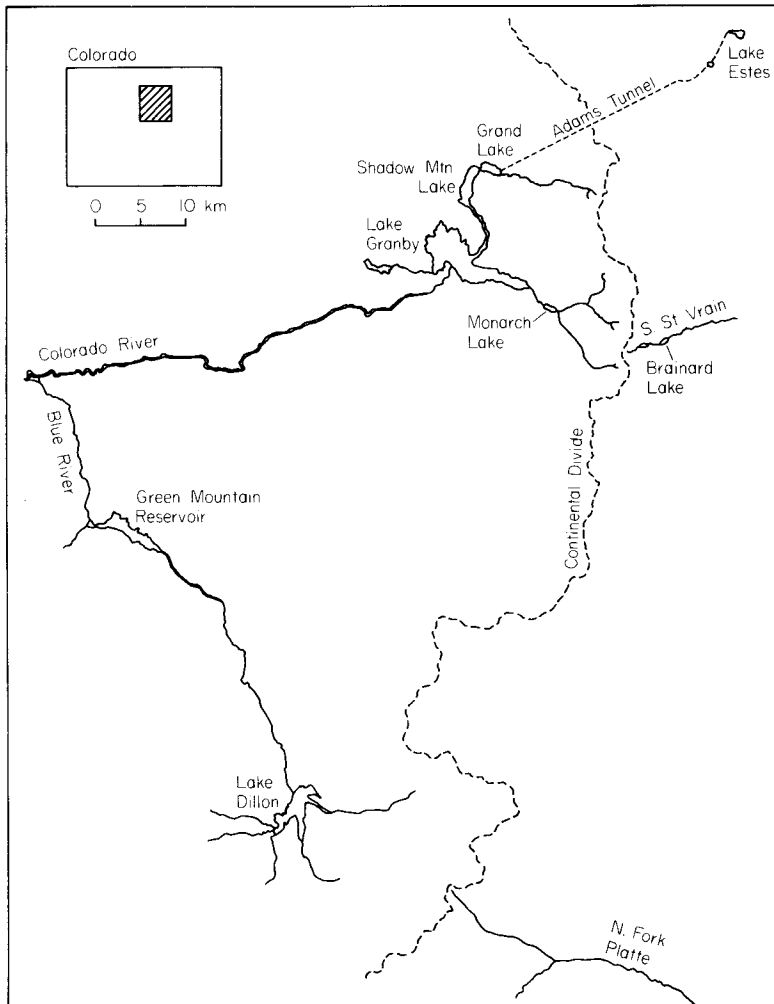 Colorado
0 5 10 km
Lake
Estes
Adams Tunnel
Grand
Lake
Shadow Mtn
Lake
Lake
Granby
Monarch
Lake
S. St Vrain
Brainard
Lake
Colorado River
Blue River
Green Mountain
Reservoir
Continental Divide
Lake
Dillon
N. Fork
Platte